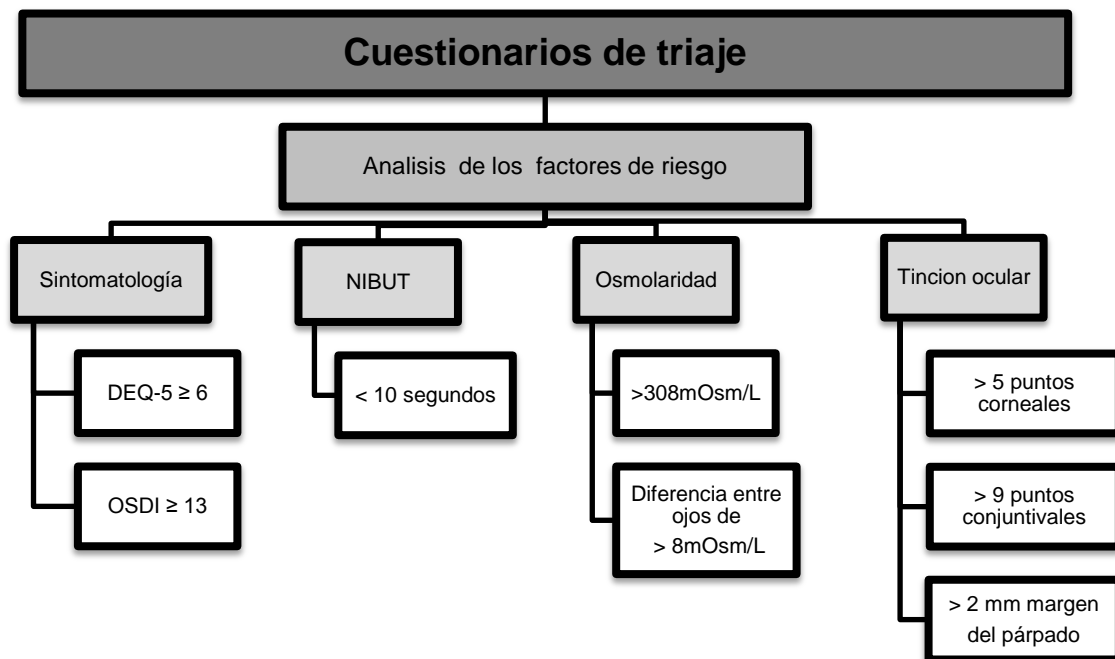 Cuestionarios de triaje
Analisis de los factores de riesgo
Sintomatología
NIBUT
Osmolaridad
Tincion ocular
DEQ-5 ≥ 6
OSDI ≥ 13
< 10 segundos
>308mOsm/L
Diferencia entre
ojos de
> 8mOsm/L
> 5 puntos
corneales
> 9 puntos
conjuntivales
> 2 mm margen
del párpado